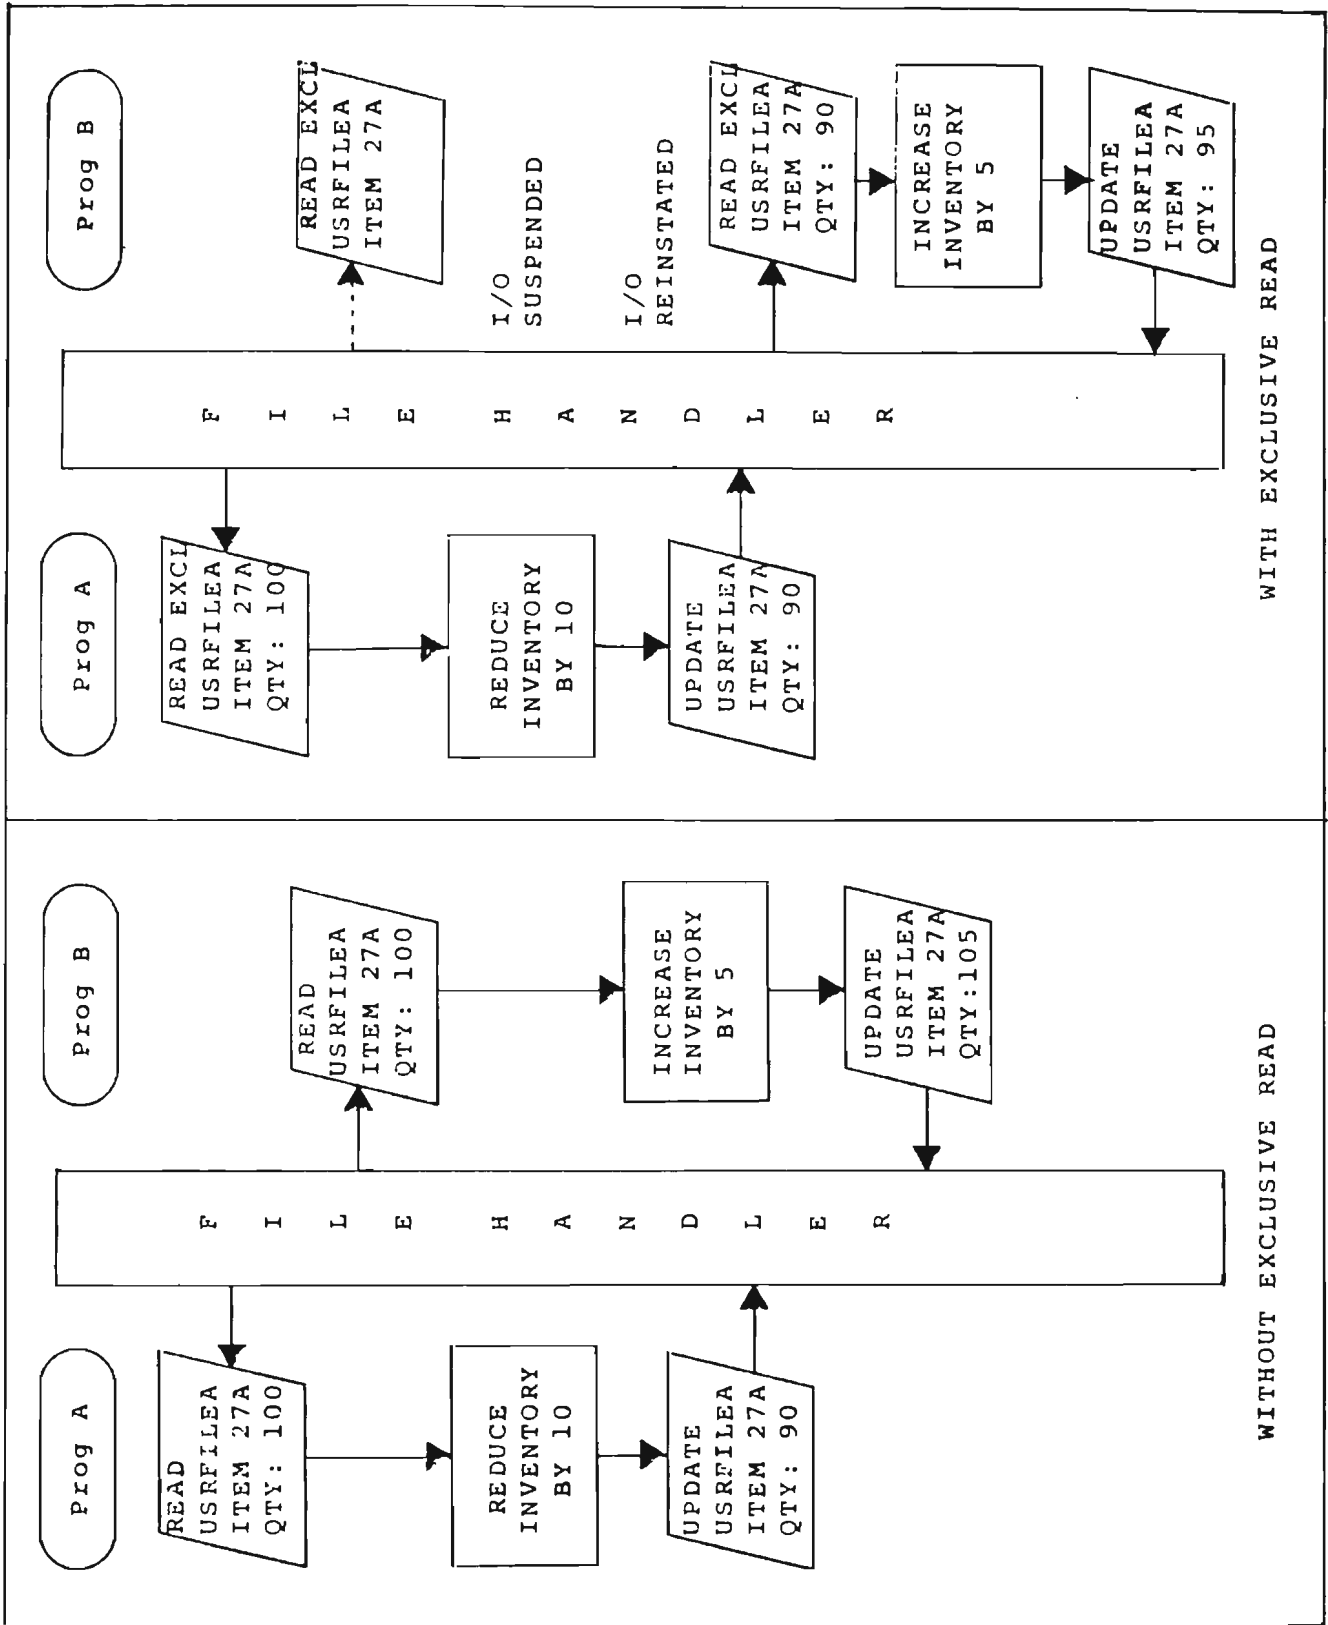 Prog A
READ
USRFILEA
ITEM 27A
QTY: 100
REDUCE
INVENTORY
BY 10
UPDATE
USRFILEA
ITEM 27A
QTY: 90
FILE HANDLER
Prog B
READ
USRFILEA
ITEM 27A
QTY: 100
INCREASE
INVENTORY
BY 5
UPDATE
USRFILEA
ITEM 27A
QTY:105
WITHOUT EXCLUSIVE READ
Prog A
READ EXCL
USRFILEA
ITEM 27A
QTY: 100
REDUCE
INVENTORY
BY 10
UPDATE
USRFILEA
ITEM 27A
QTY: 90
FILE HANDLER
Prog B
READ EXCL
USRFILEA
ITEM 27A
I/O
SUSPENDED
I/O
REINSTATED
READ EXCL
USRFILEA
ITEM 27A
QTY: 90
INCREASE
INVENTORY
BY 5
UPDATE
USRFILEA
ITEM 27A
QTY: 95
WITH EXCLUSIVE READ